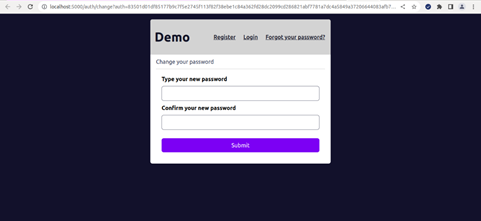 Demo
Register Login Forgot your password?
Change your password
Type your new password
Confirm your new password
Submit